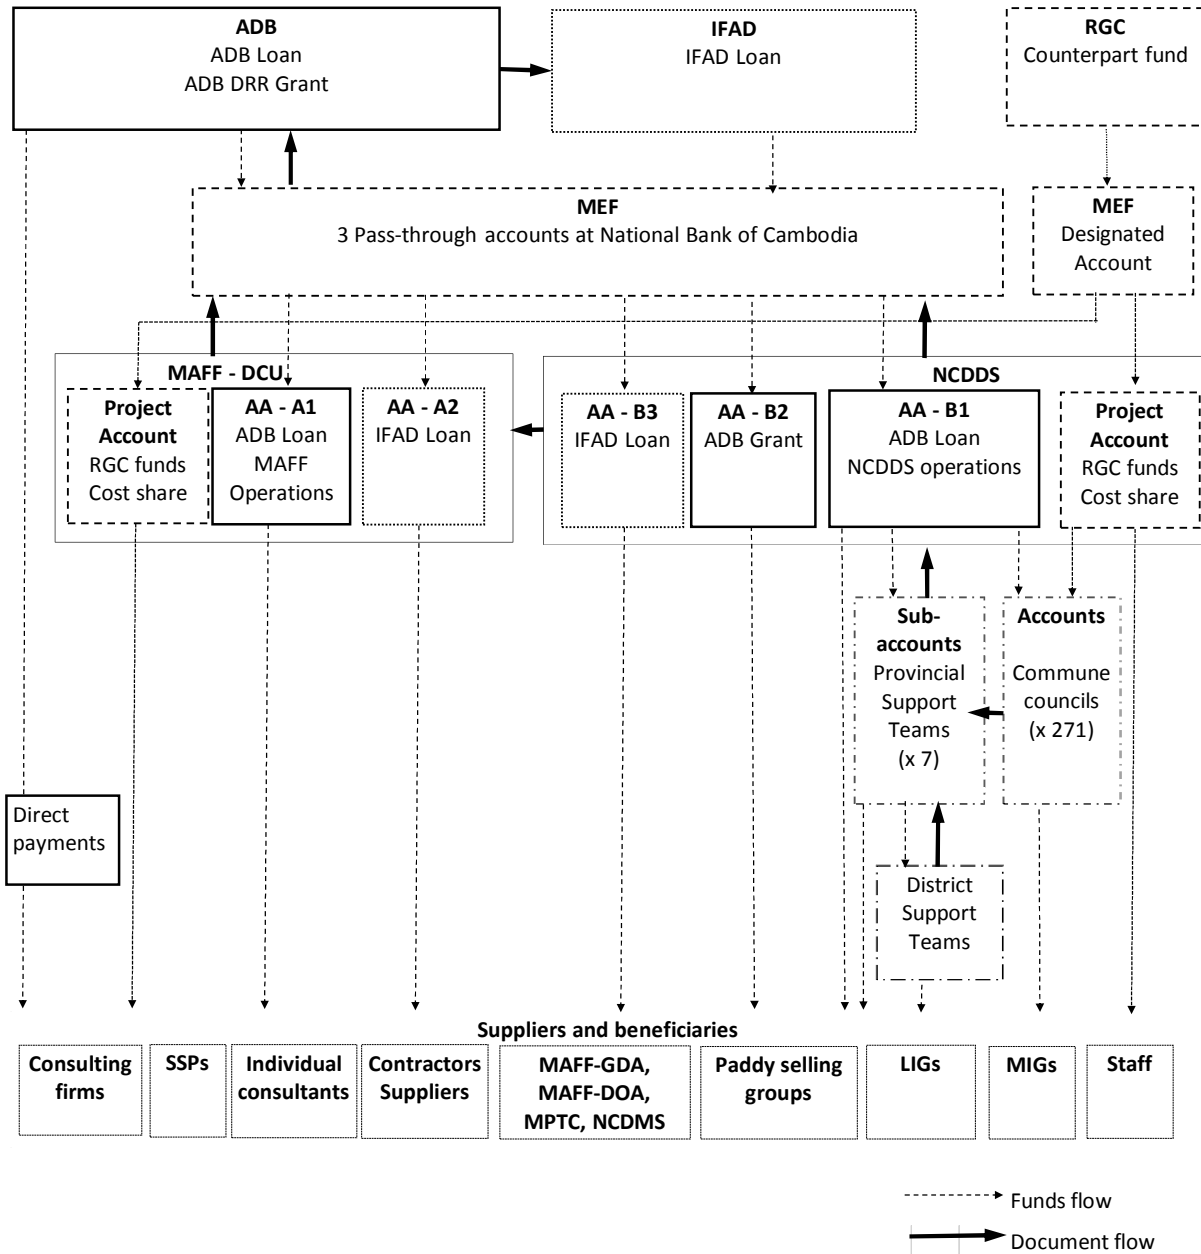 ADB
ADB Loan
ADB DRR Grant
IFAD
IFAD Loan
RGC
Counterpart fund
MEF
3 Pass-through accounts at National Bank of Cambodia
MEF
Designated
Account
MAFF - DCU
Project
Account
RGC funds
Cost share
AA - A1
ADB Loan
MAFF
Operations
AA - A2
IFAD Loan
NCDDS
AA - B3
IFAD Loan
AA - B2
ADB Grant
AA - B1
ADB Loan
NCDDS operations
Project
Account
RGC funds
Cost share
Sub-
accounts
Provincial
Support
Teams
(x 7)
Accounts
Commune
councils
(x 271)
Direct
payments
District
Support
Teams
Suppliers and beneficiaries
Consulting
firms
SSPs
Individual
consultants
Contractors
Suppliers
MAFF-GDA,
MAFF-DOA,
MPTC, NCDMS
Paddy selling
groups
LIGs
MIGs
Staff
Funds flow
Document flow